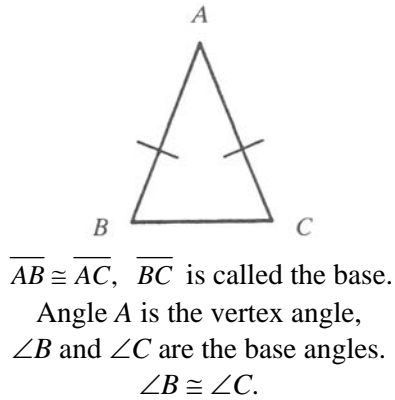 A
B C
AB ≅ AC, BC is called the base.
Angle A is the vertex angle,
∠B and ∠C are the base angles.
∠B ≅ ∠C.